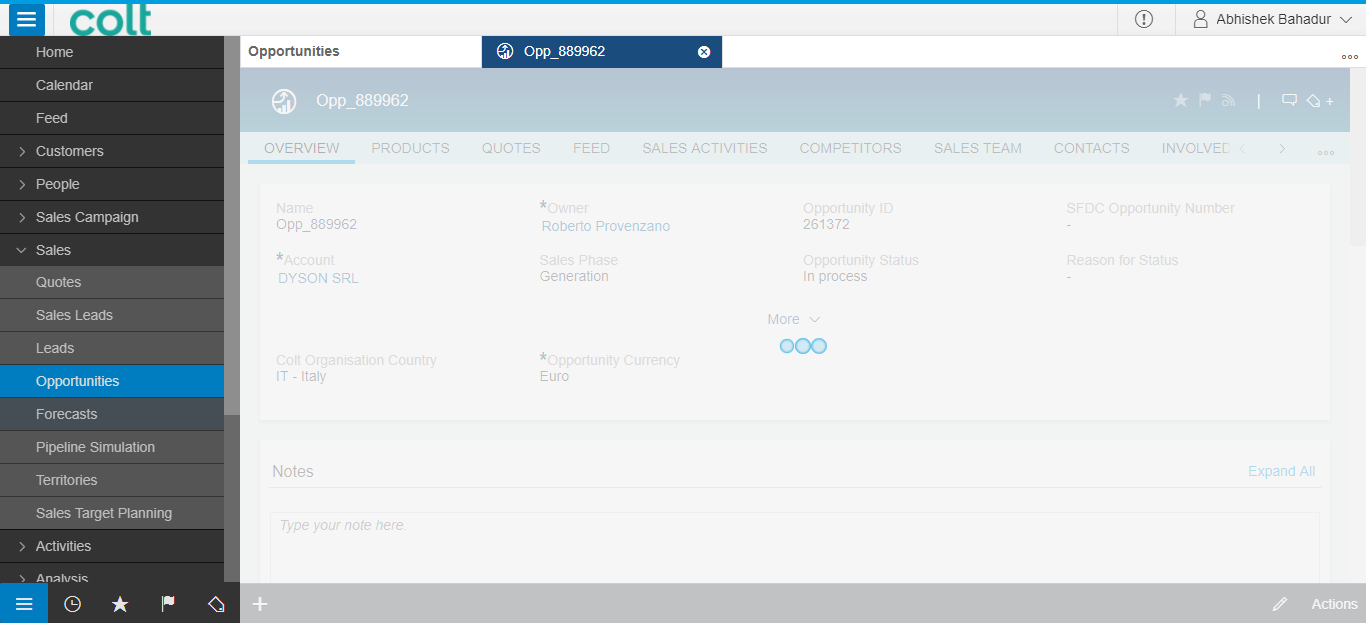 colt
Abhishek Bahadur
Home
Calendar
Feed
Customers
People
Sales Campaign
Sales
Quotes
Sales Leads
Leads
Opportunities
Forecasts
Pipeline Simulation
Territories
Sales Target Planning
Activities
Analysis
Opportunities
Opp_889962
Opp_889962
OVERVIEW PRODUCTS QUOTES FEED SALES ACTIVITIES COMPETITORS SALES TEAM CONTACTS INVOLVED
Name *Owner Opportunity ID SFDC Opportunity Number
Opp_889962 Roberto Provenzano 261372 -
*Account Sales Phase Opportunity Status Reason for Status
DYSON SRL Generation In process -
More
Colt Organisation Country *Opportunity Currency
IT - Italy Euro
Notes Expand All
Type your note here.
Actions